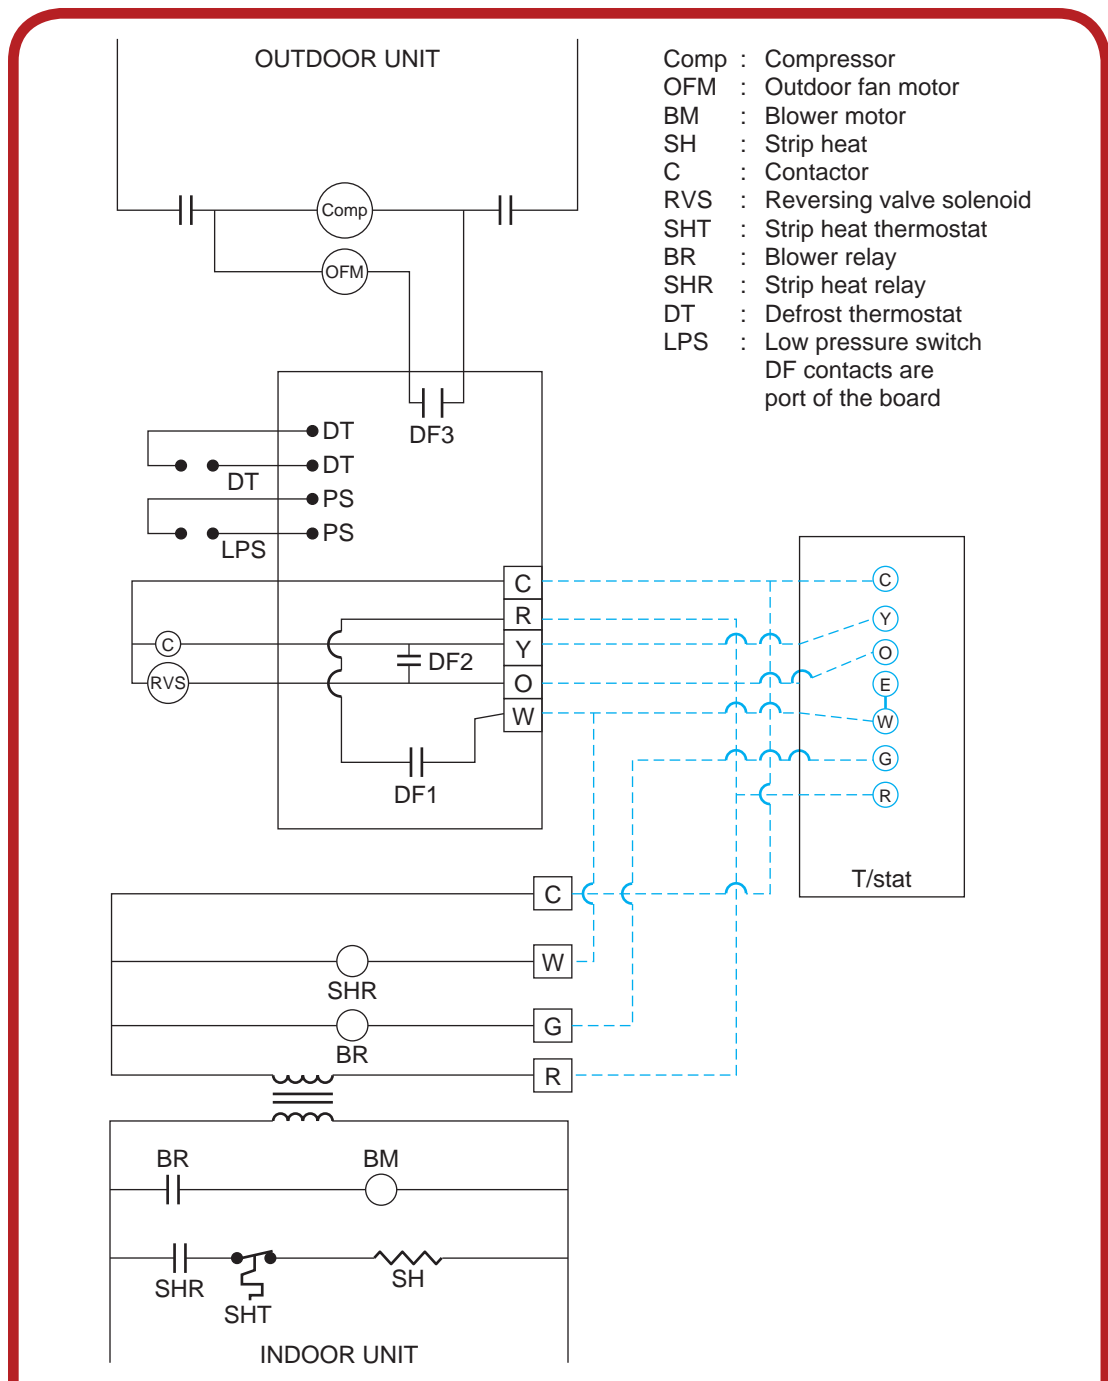 OUTDOOR UNIT
Comp : Compressor
OFM : Outdoor fan motor
BM : Blower motor
SH : Strip heat
C : Contactor
RVS : Reversing valve solenoid
SHT : Strip heat thermostat
BR : Blower relay
SHR : Strip heat relay
DT : Defrost thermostat
LPS : Low pressure switch
DF contacts are
port of the board
Comp
OFM
DF3
DT
DT
DT
PS
PS
LPS
C
R
Y
O
W
C
RVS
DF2
DF1
C
Y
O
E
W
G
R
T/stat
C
W
SHR
G
BR
R
BR
BM
SHR
SHT
SH
INDOOR UNIT